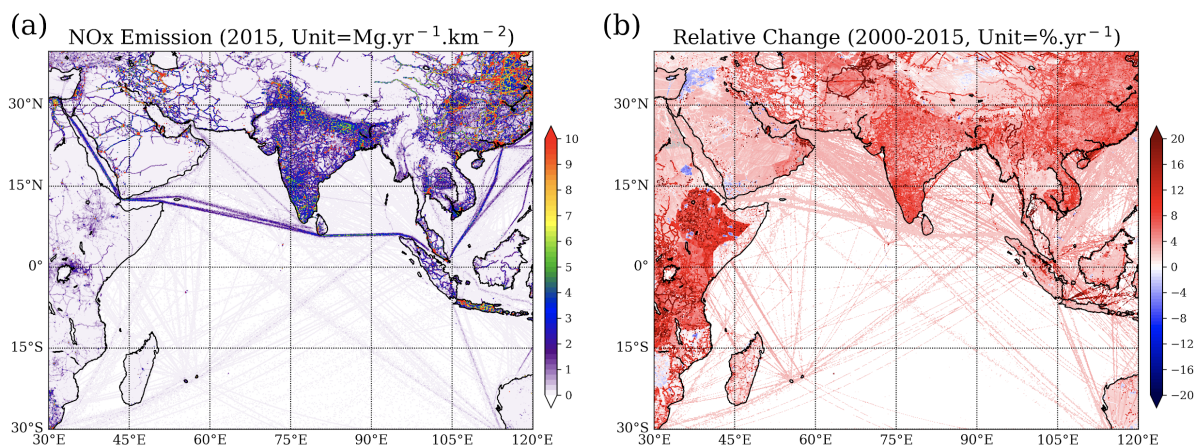 (a)
NOx Emission (2015, Unit=Mg.yr⁻¹.km⁻²)
30°N
15°N
0°
15°S
30°S
30°E 45°E 60°E 75°E 90°E 105°E 120°E
10
9
8
7
6
5
4
3
2
1
0
(b)
Relative Change (2000-2015, Unit=%.yr⁻¹)
30°N
15°N
0°
15°S
30°S
30°E 45°E 60°E 75°E 90°E 105°E 120°E
20
16
12
8
4
0
−4
−8
−12
−16
−20